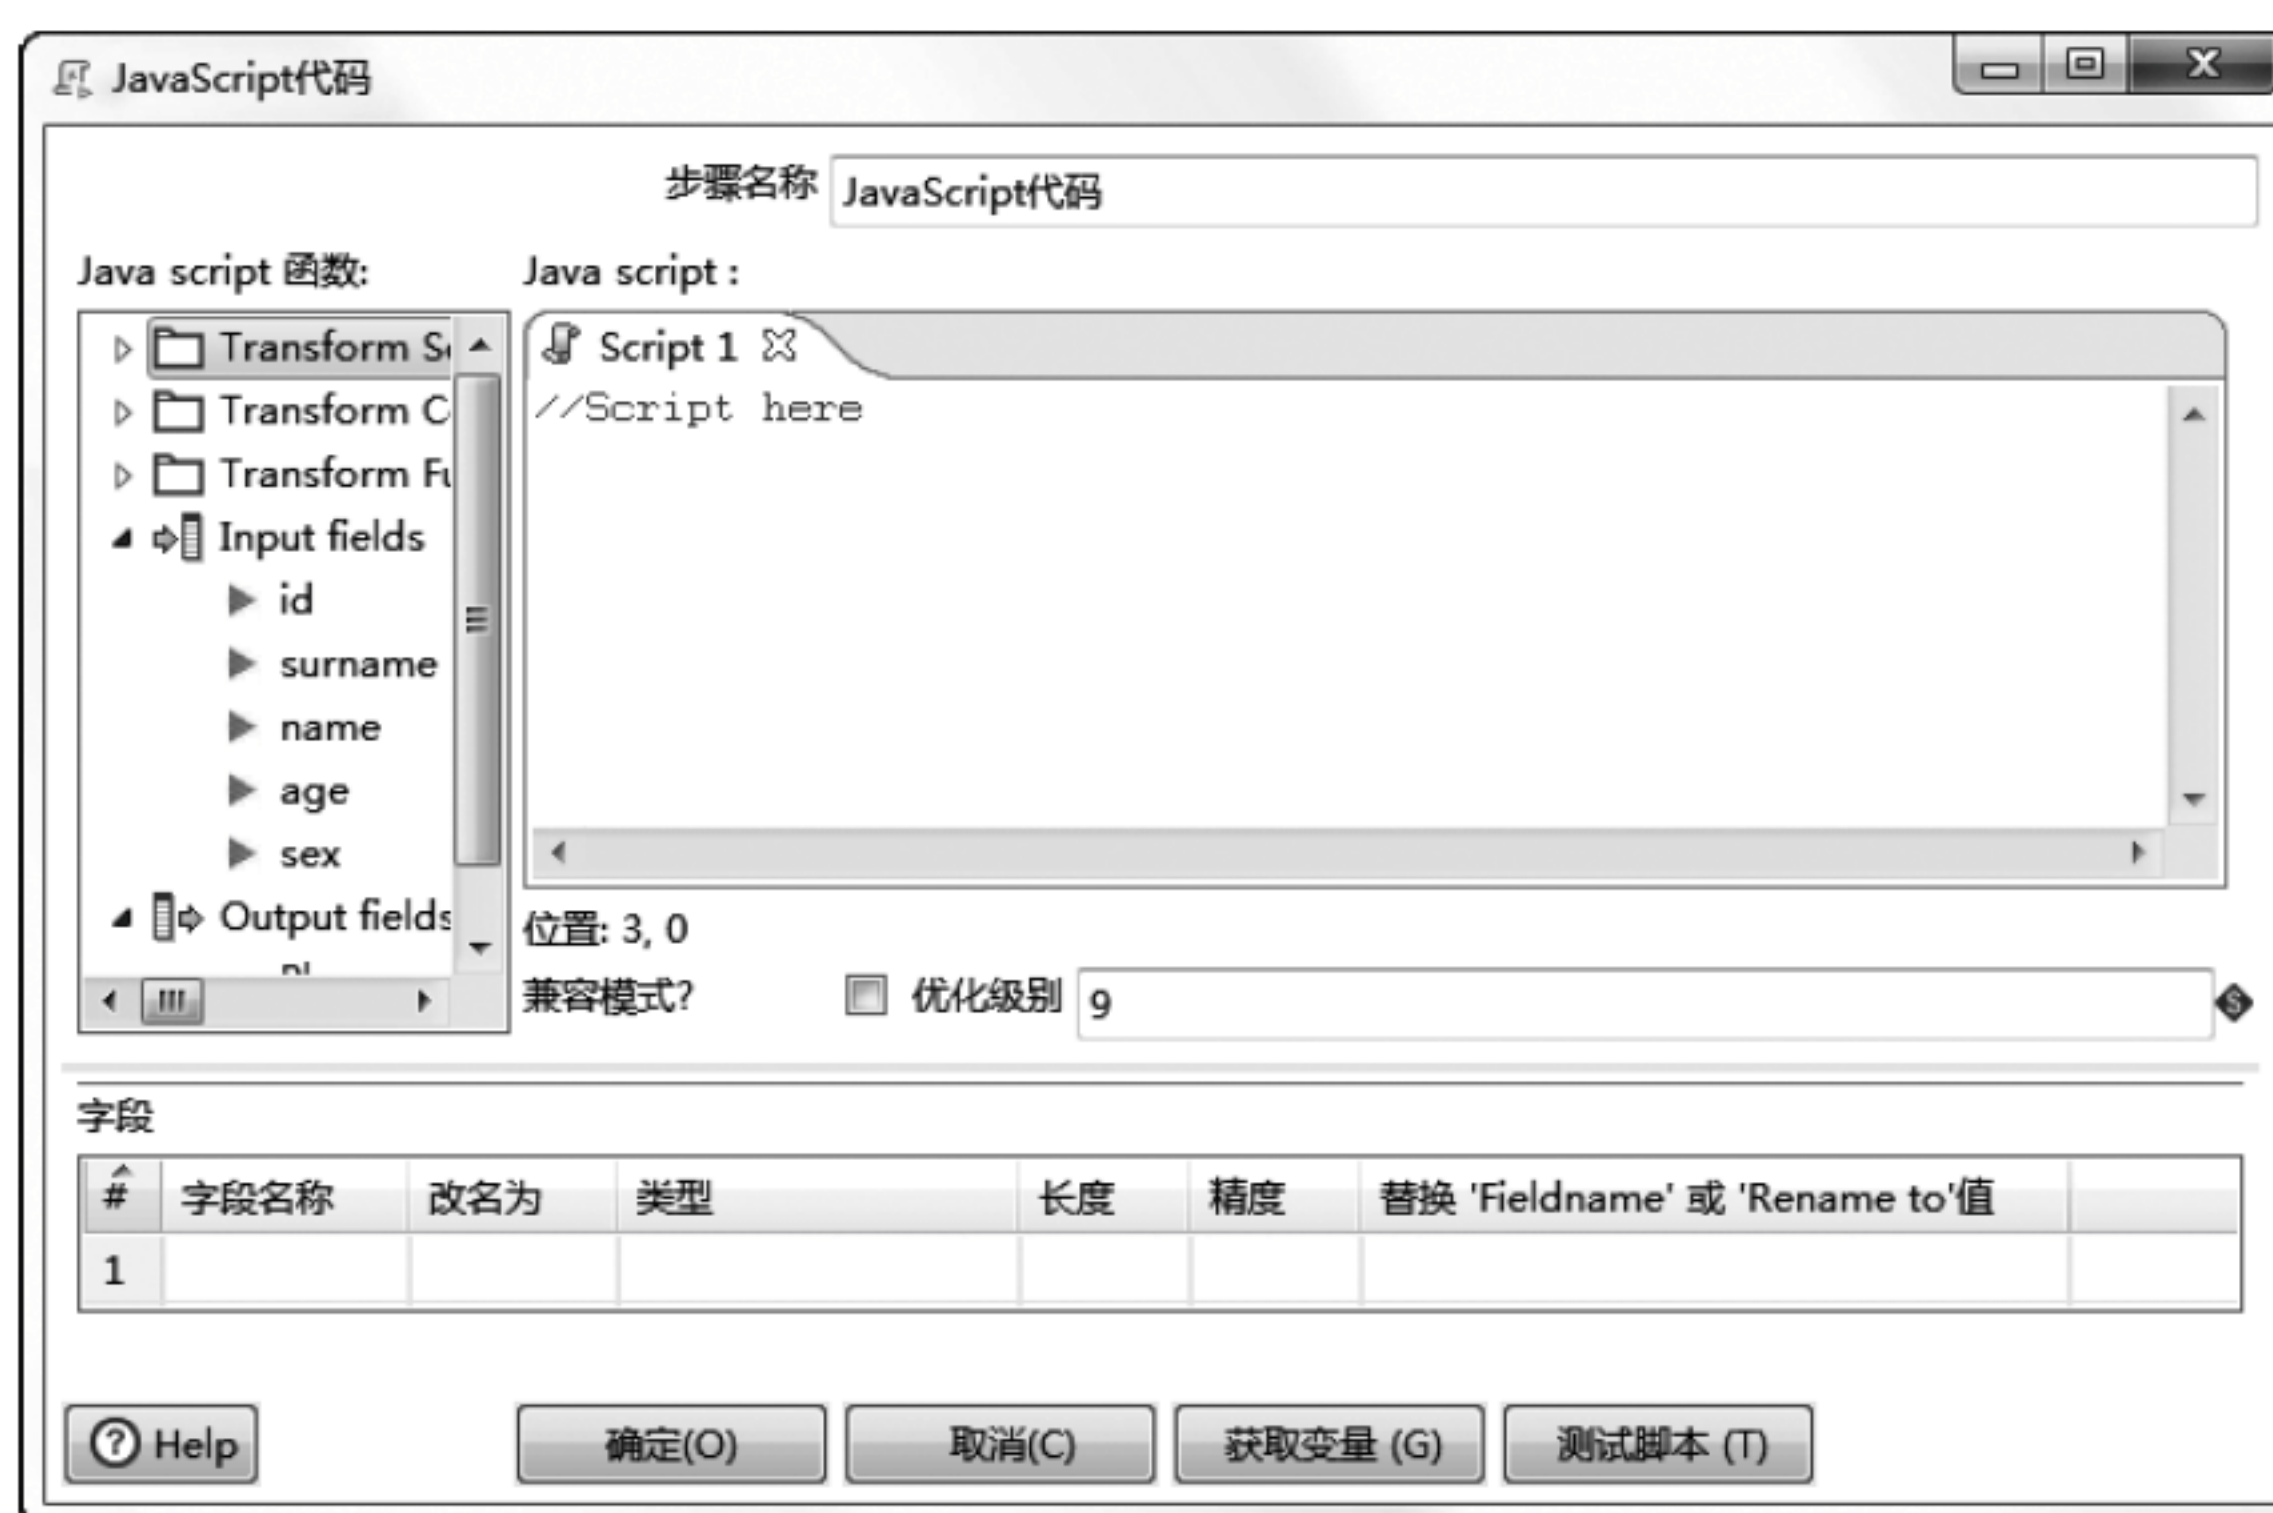 JavaScript代码
步骤名称 JavaScript代码
Java script 函数:
Java script :
Transform
Transform
Transform
Input fields
id
surname
name
age
sex
Output fields
Script 1
//Script here
位置: 3, 0
兼容模式?
优化级别 9
字段
# 字段名称 改名为 类型 长度 精度 替换 'Fieldname' 或 'Rename to'值
1
Help 确定(O) 取消(C) 获取变量 (G) 测试脚本 (T)